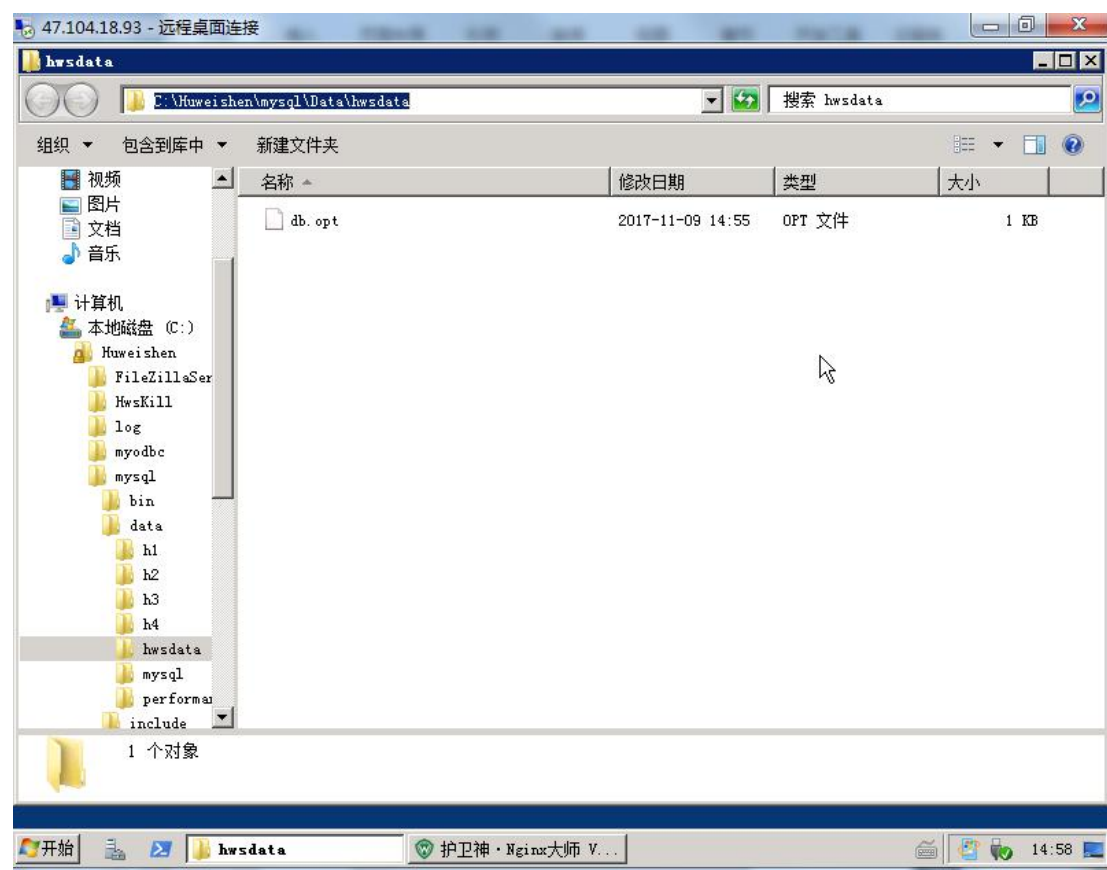 47.104.18.93 - 远程桌面连接
hwsdata
C:\Huweishen\mysql\Data\hwsdata
搜索 hwsdata
组织
包含到库中
新建文件夹
视频
图片
文档
音乐
计算机
本地磁盘 (C:)
Huweishen
FileZillaSer
HwsKill
log
myodbc
mysql
bin
data
h1
h2
h3
h4
hwsdata
mysql
performa
include
名称 修改日期 类型 大小
db.opt 2017-11-09 14:55 OPT 文件 1 KB
1 个对象
开始
hwsdata
护卫神·Nginx大师 V...
14:58